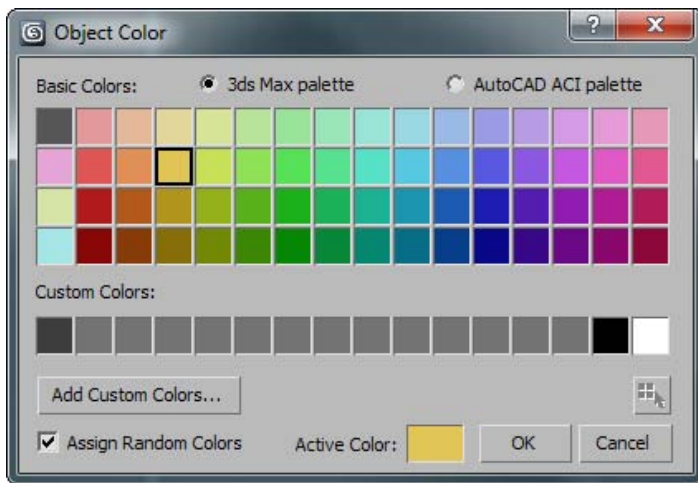 Object Color
?
Basic Colors: 3ds Max palette AutoCAD ACI palette
Custom Colors:
Add Custom Colors...
Assign Random Colors Active Color: OK Cancel